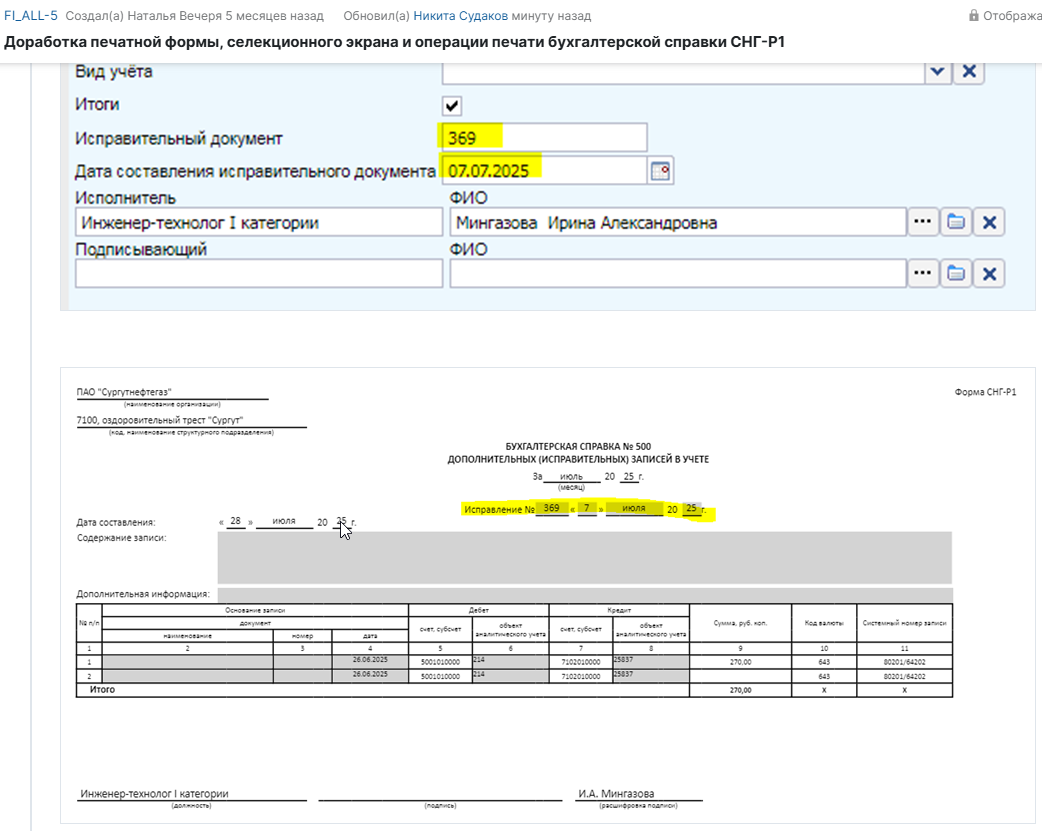 FI_ALL-5 Создал(а) Наталья Вечеря 5 месяцев назад Обновил(а) Никита Судаков минуту назад Отобража
Доработка печатной формы, селекционного экрана и операции печати бухгалтерской справки СНГ-Р1
Вид учёта
Итоги
Исправительный документ 369
Дата составления исправительного документа 07.07.2025
Исполнитель ФИО
Инженер-технолог I категории Мингазова Ирина Александровна
Подписывающий ФИО
ПАО "Сургутнефтегаз" Форма СНГ-Р1
(наименование организации)
7100, оздоровительный трест "Сургут"
(код, наименование структурного подразделения)
БУХГАЛТЕРСКАЯ СПРАВКА № 500
ДОПОЛНИТЕЛЬНЫХ (ИСПРАВИТЕЛЬНЫХ) ЗАПИСЕЙ В УЧЕТЕ
За июль 20 25 г.
(месяц)
Исправление № 369 « 7 » июля 20 25 г.
Дата составления: « 28 » июля 20 25 г.
Содержание записи:
Дополнительная информация:
№ п/п Основание записи Дебет Кредит Сумма, руб. коп. Код валюты Системный номер записи
документ счет, субсчет объект аналитического учета счет, субсчет объект аналитического учета
наименование номер дата
1 2 3 4 5 6 7 8 9 10 11
1 26.06.2025 5001010000 214 7102010000 25837 270,00 643 80201/64202
2 26.06.2025 5001010000 214 7102010000 25837 643 80201/64202
Итого 270,00 X X
Инженер-технолог I категории И.А. Мингазова
(должность) (подпись) (расшифровка подписи)